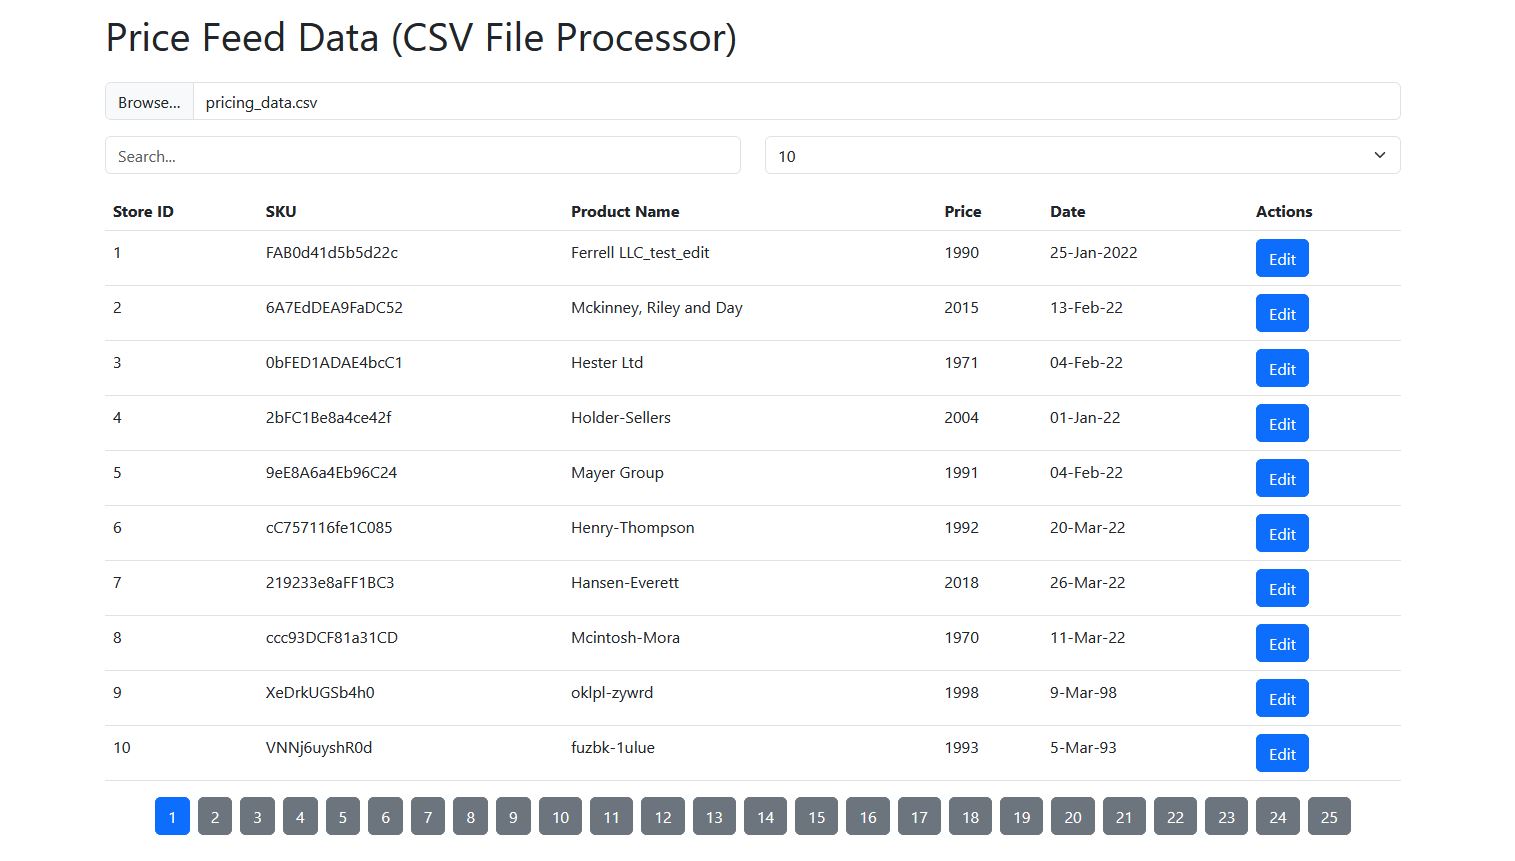 Price Feed Data (CSV File Processor)
Browse... pricing_data.csv
Search... 10
Store ID SKU Product Name Price Date Actions
1 FAB0d41d5b5d22c Ferrell LLC_test_edit 1990 25-Jan-2022 Edit
2 6A7EdDEA9FaDC52 Mckinney, Riley and Day 2015 13-Feb-22 Edit
3 0bFED1ADAE4bcC1 Hester Ltd 1971 04-Feb-22 Edit
4 2bFC1Be8a4ce42f Holder-Sellers 2004 01-Jan-22 Edit
5 9eE8A6a4Eb96C24 Mayer Group 1991 04-Feb-22 Edit
6 cC757116fe1C085 Henry-Thompson 1992 20-Mar-22 Edit
7 219233e8aFF1BC3 Hansen-Everett 2018 26-Mar-22 Edit
8 ccc93DCF81a31CD Mcintosh-Mora 1970 11-Mar-22 Edit
9 XeDrkUGSb4h0 oklpl-zywrd 1998 9-Mar-98 Edit
10 VNNj6uyshR0d fuzbk-1ulue 1993 5-Mar-93 Edit
1 2 3 4 5 6 7 8 9 10 11 12 13 14 15 16 17 18 19 20 21 22 23 24 25